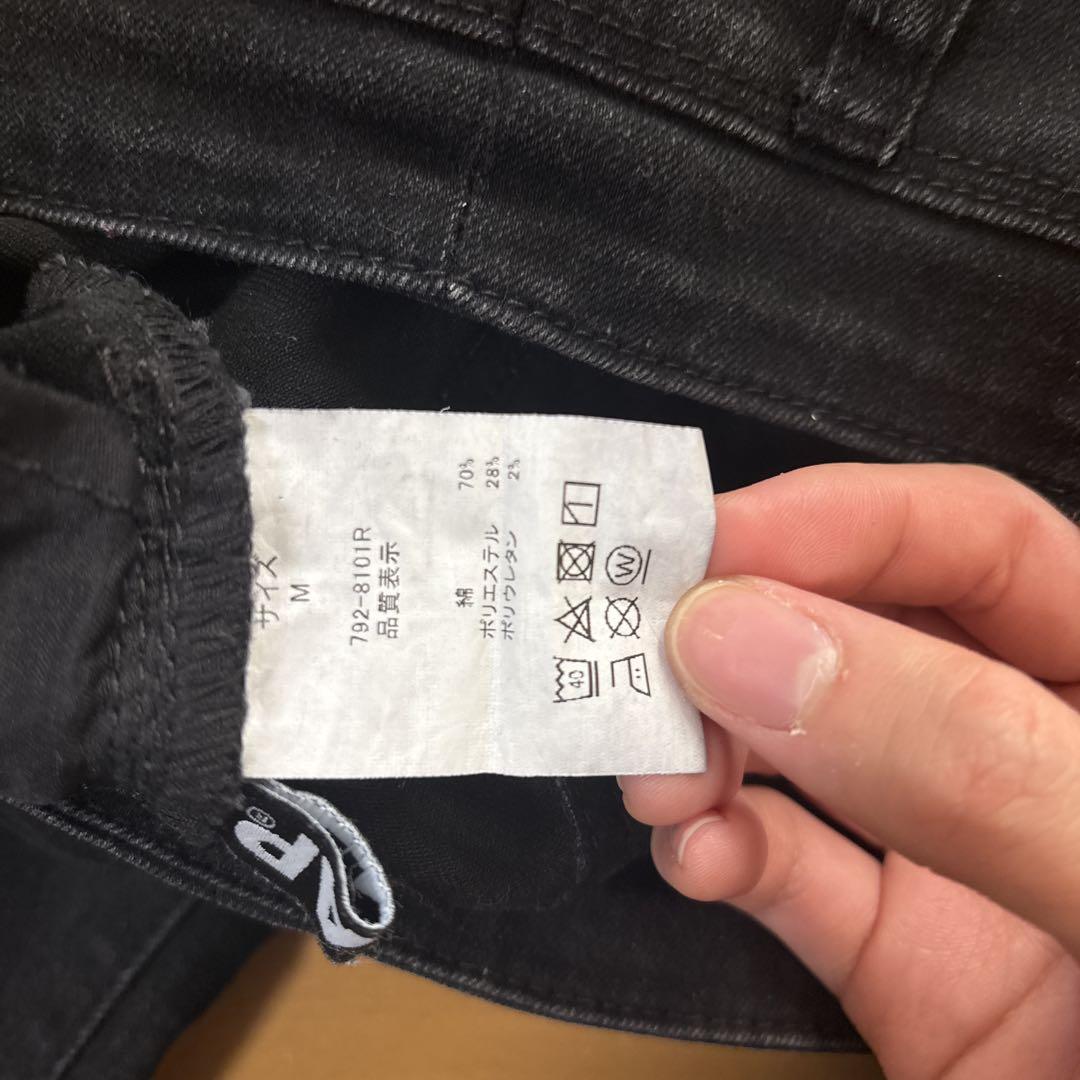 サイズ
M
792-8101R
品質表示
綿 70%
ポリエステル 28%
ポリウレタン 2%
40
W